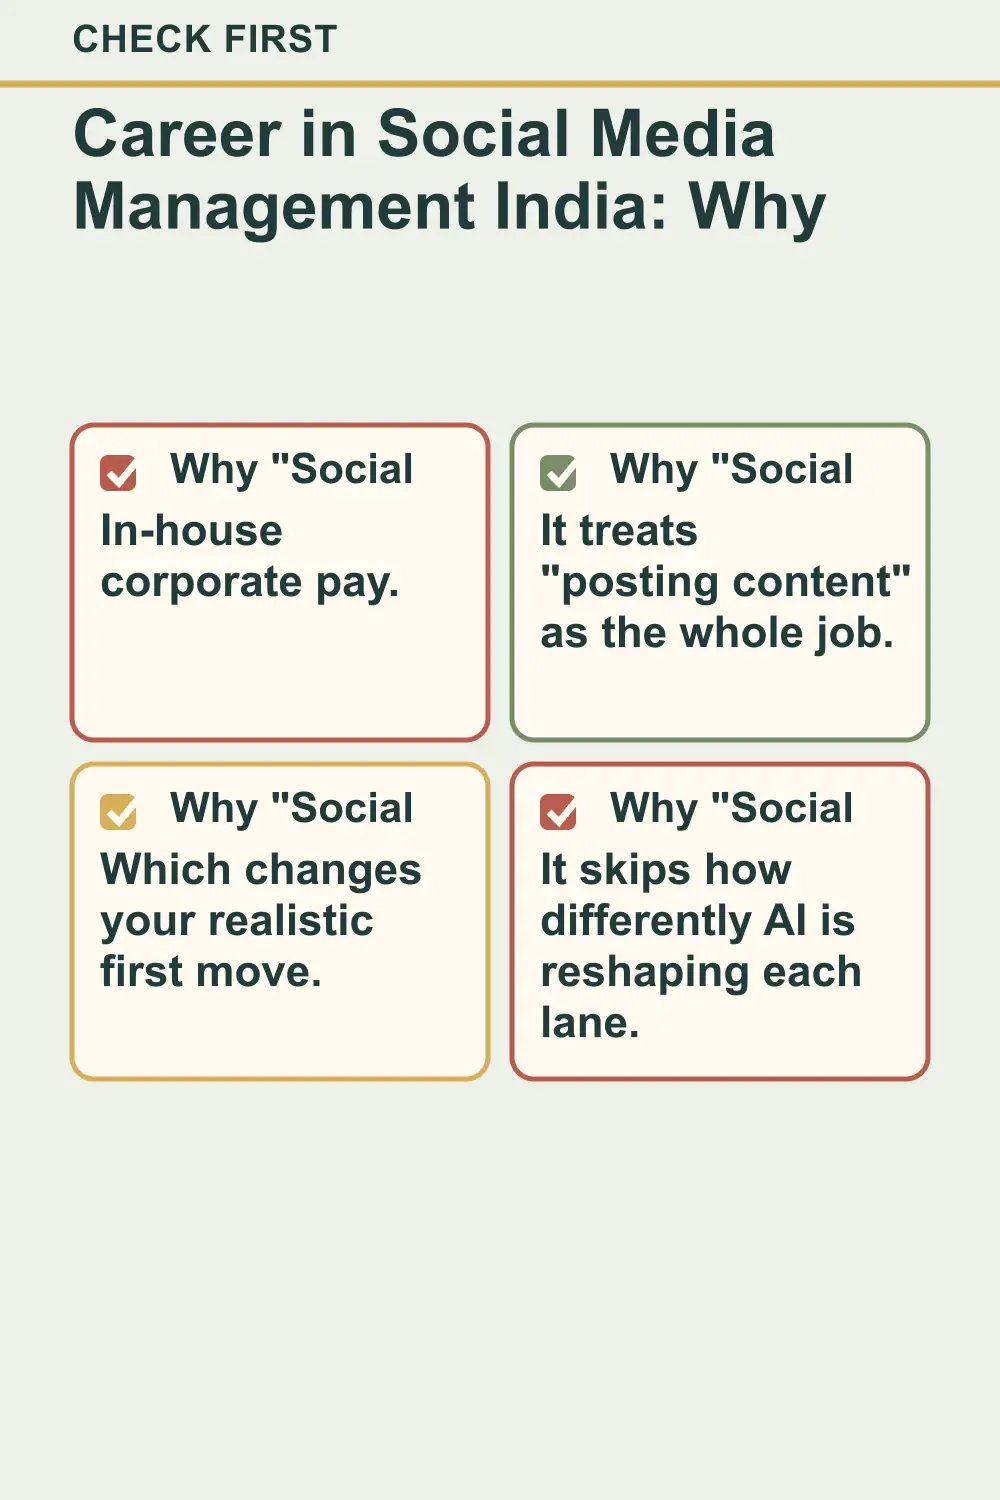 CHECK FIRST
Career in Social Media
Management India: Why
Why "Social
In-house
corporate pay.
Why "Social
It treats
"posting content"
as the whole job.
Why "Social
Which changes
your realistic
first move.
Why "Social
It skips how
differently AI is
reshaping each
lane.